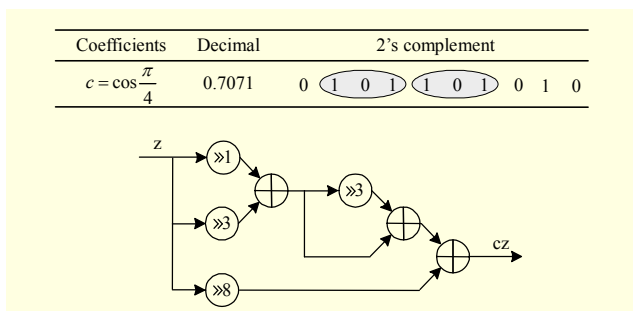 Coefficients Decimal 2's complement
c = cos π/4 0.7071 0 1 0 1 1 0 1 0 1 0
z
»1
»3
»3
cz
»8